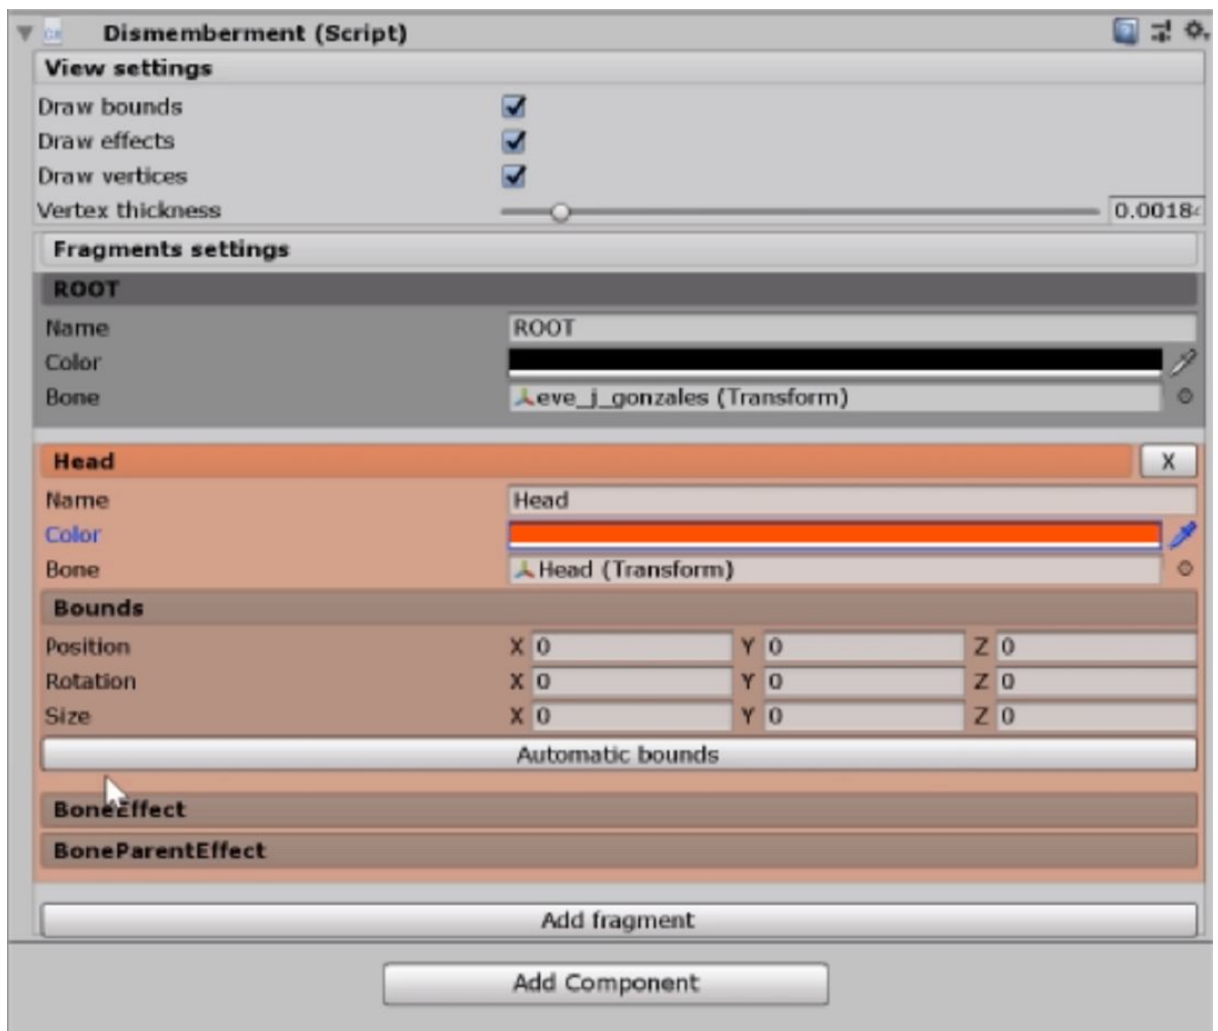 Dismemberment (Script)
View settings
Draw bounds
Draw effects
Draw vertices
Vertex thickness 0.0018
Fragments settings
ROOT
Name ROOT
Color
Bone eve_j_gonzales (Transform)
Head X
Name Head
Color
Bone Head (Transform)
Bounds
Position X 0 Y 0 Z 0
Rotation X 0 Y 0 Z 0
Size X 0 Y 0 Z 0
Automatic bounds
BoneEffect
BoneParentEffect
Add fragment
Add Component